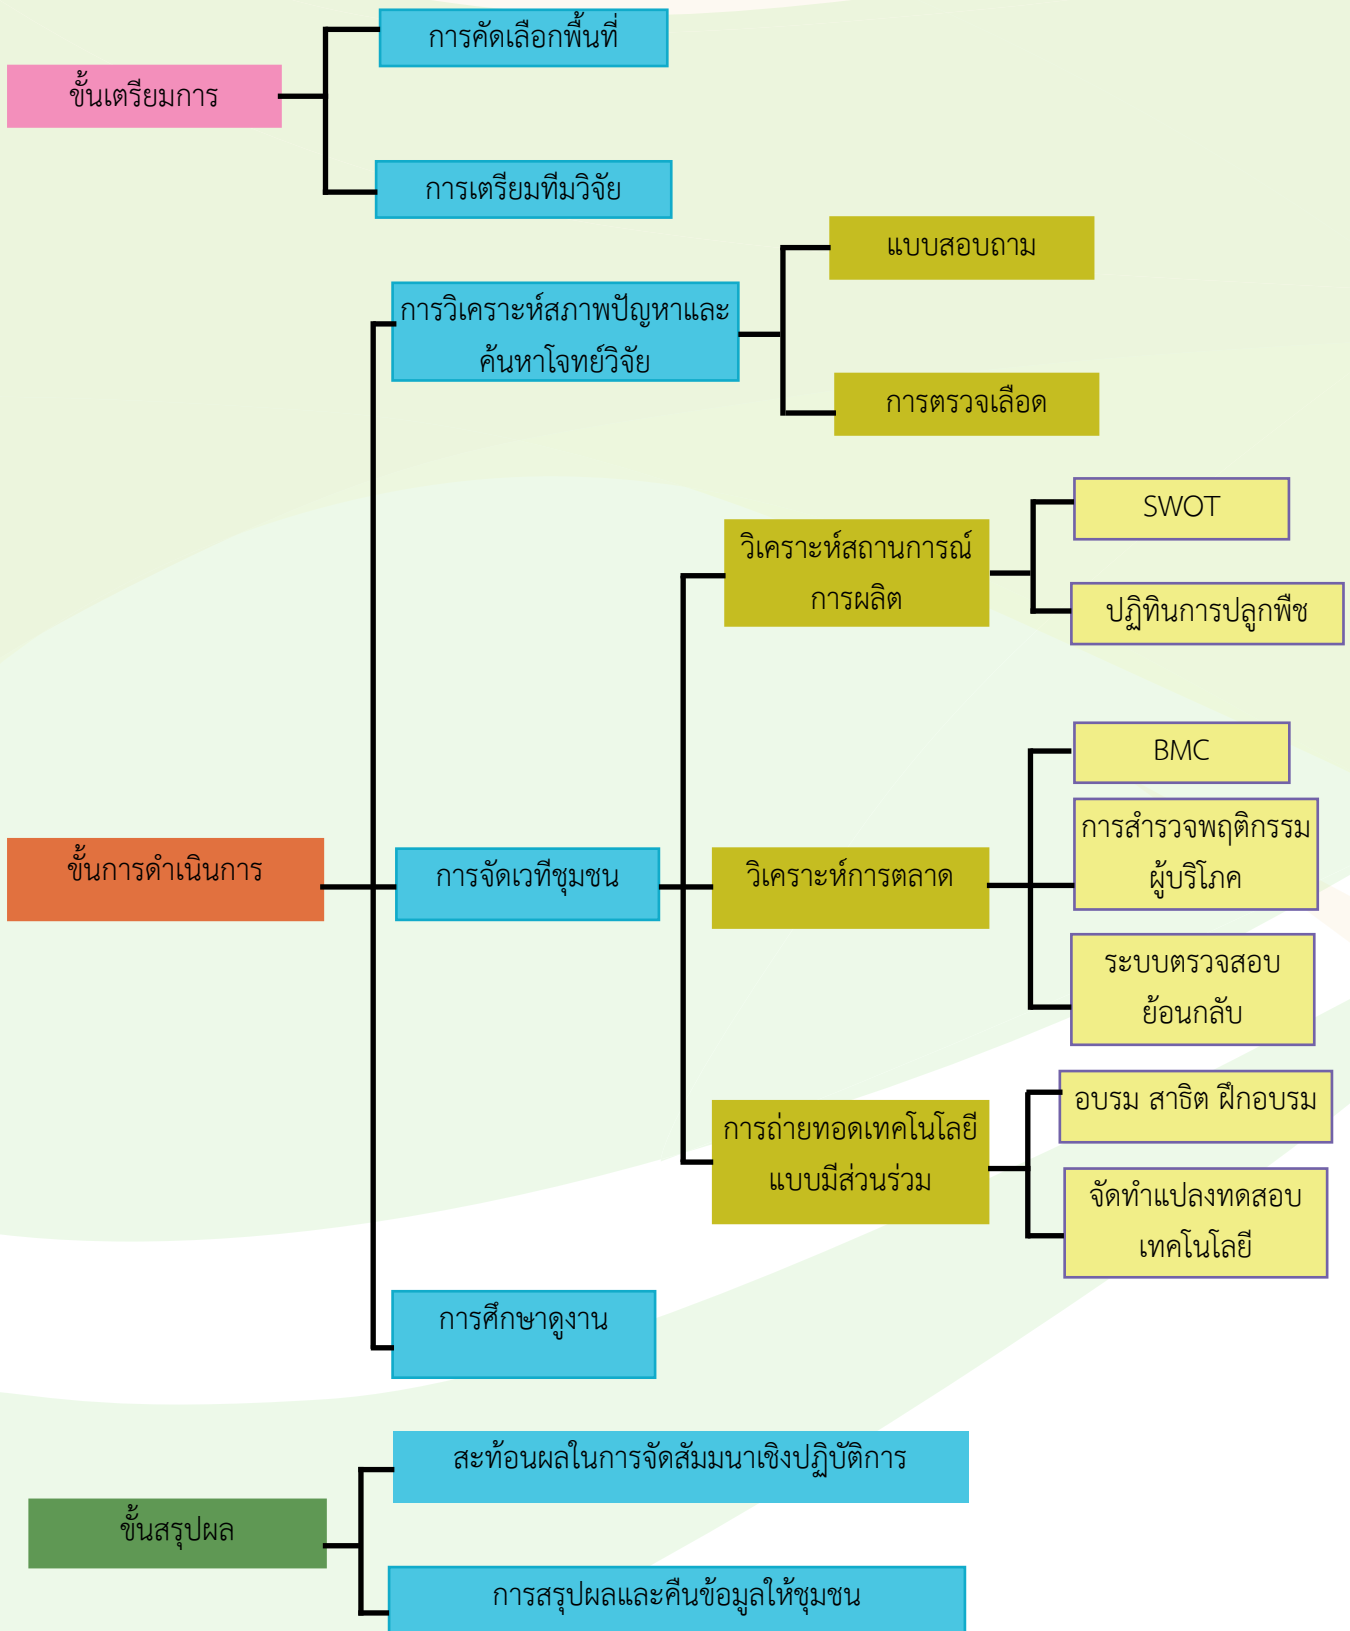 ขั้นเตรียมการ
การคัดเลือกพื้นที่
การเตรียมทีมวิจัย
ขั้นการดำเนินการ
การวิเคราะห์สภาพปัญหาและ
ค้นหาโจทย์วิจัย
แบบสอบถาม
การตรวจเลือด
การจัดเวทีชุมชน
วิเคราะห์สถานการณ์
การผลิต
SWOT
ปฏิทินการปลูกพืช
วิเคราะห์การตลาด
BMC
การสำรวจพฤติกรรม
ผู้บริโภค
ระบบตรวจสอบ
ย้อนกลับ
การถ่ายทอดเทคโนโลยี
แบบมีส่วนร่วม
อบรม สาธิต ฝึกอบรม
จัดทำแปลงทดสอบ
เทคโนโลยี
การศึกษาดูงาน
ขั้นสรุปผล
สะท้อนผลในการจัดสัมมนาเชิงปฏิบัติการ
การสรุปผลและคืนข้อมูลให้ชุมชน